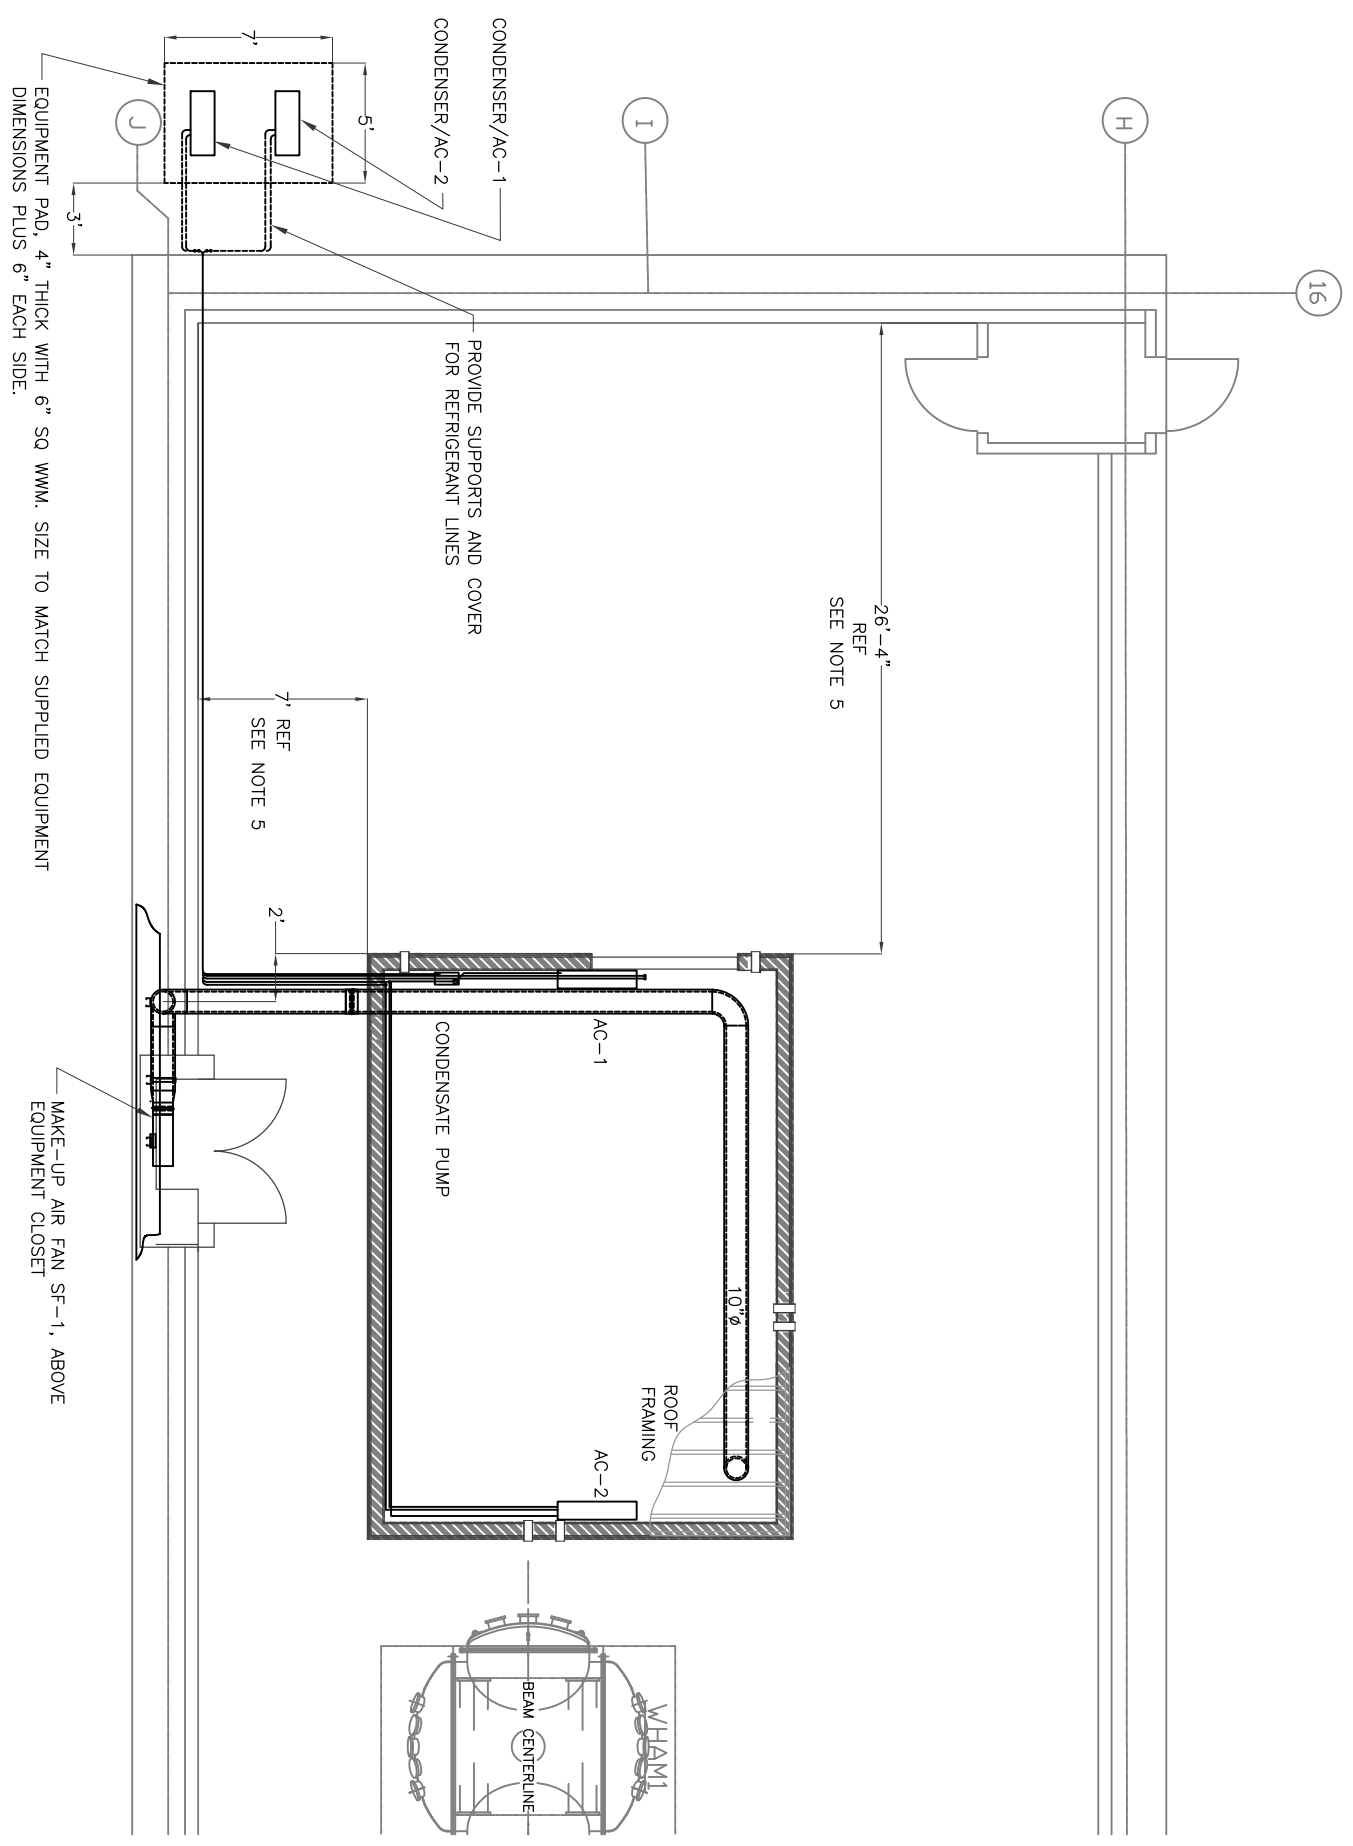 16
H
I
J
CONDENSER/AC-1
CONDENSER/AC-2
5'
7'
3'
PROVIDE SUPPORTS AND COVER
FOR REFRIGERANT LINES
EQUIPMENT PAD, 4" THICK WITH 6" SQ WWM. SIZE TO MATCH SUPPLIED EQUIPMENT
DIMENSIONS PLUS 6" EACH SIDE.
26'-4"
REF
SEE NOTE 5
7' REF
SEE NOTE 5
2'
AC-1
CONDENSATE PUMP
10"ø
ROOF
FRAMING
AC-2
MAKE-UP AIR FAN SF-1, ABOVE
EQUIPMENT CLOSET
WHAM1
BEAM CENTERLINE